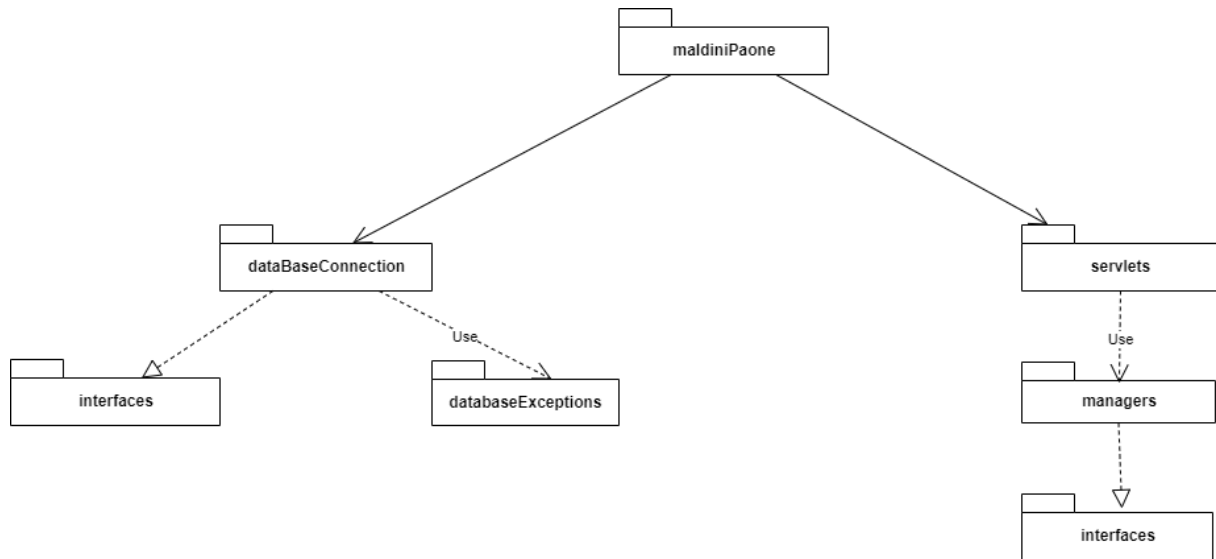 maldiniPaone
dataBaseConnection
servlets
Use
Use
interfaces
databaseExceptions
managers
interfaces